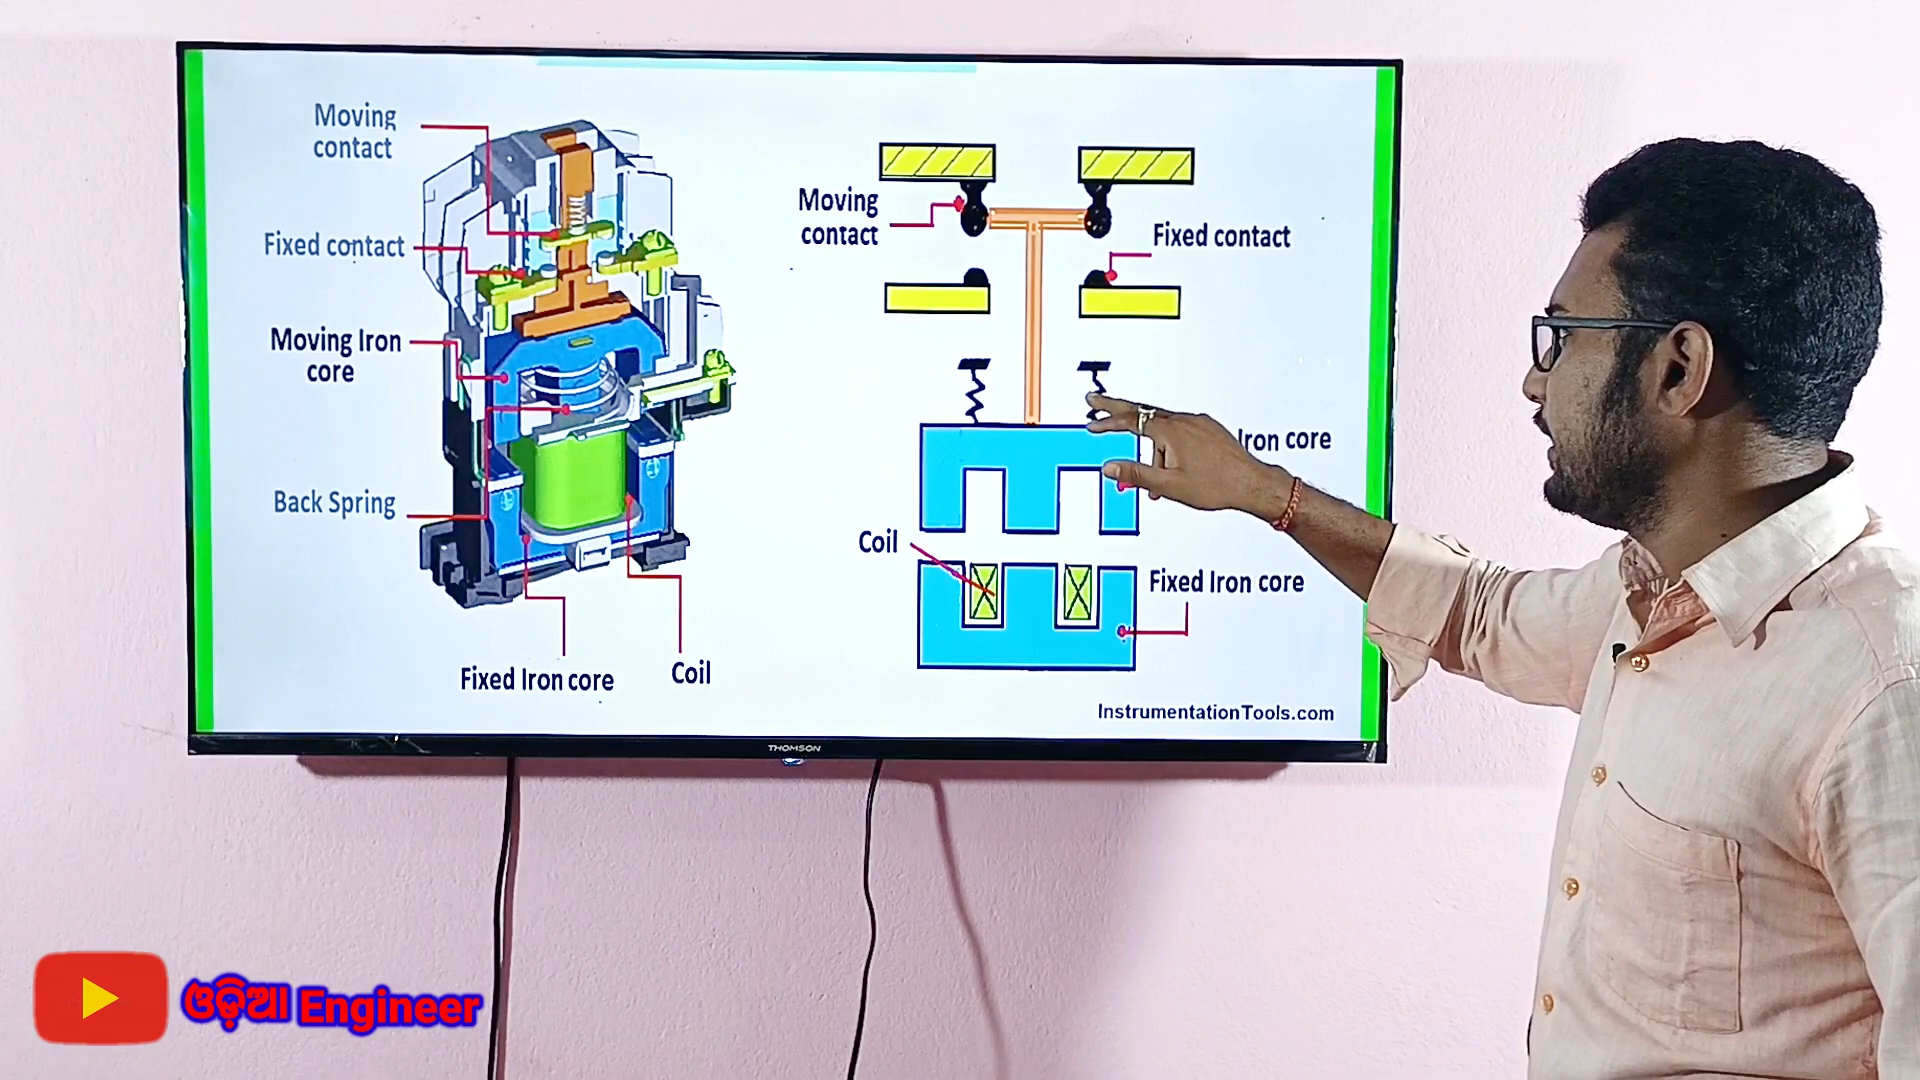 Moving
contact
Fixed contact
Moving Iron
core
Back Spring
Fixed Iron core
Coil
Moving
contact
Fixed contact
Iron core
Coil
Fixed Iron core
InstrumentationTools.com
THOMSON
ଓଡ଼ିଆ Engineer